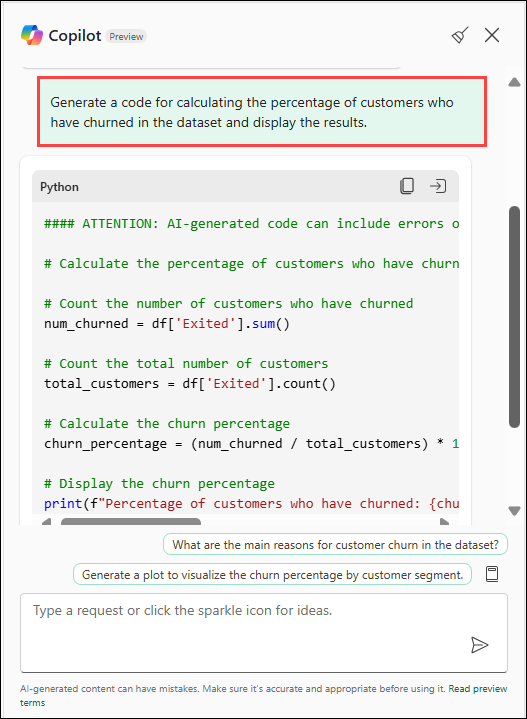 Copilot Preview
Generate a code for calculating the percentage of customers who
have churned in the dataset and display the results.
Python
#### ATTENTION: AI-generated code can include errors o
# Calculate the percentage of customers who have churn
# Count the number of customers who have churned
num_churned = df['Exited'].sum()
# Count the total number of customers
total_customers = df['Exited'].count()
# Calculate the churn percentage
churn_percentage = (num_churned / total_customers) * 1
# Display the churn percentage
print(f"Percentage of customers who have churned: {chu
What are the main reasons for customer churn in the dataset?
Generate a plot to visualize the churn percentage by customer segment.
Type a request or click the sparkle icon for ideas.
AI-generated content can have mistakes. Make sure it's accurate and appropriate before using it. Read preview
terms